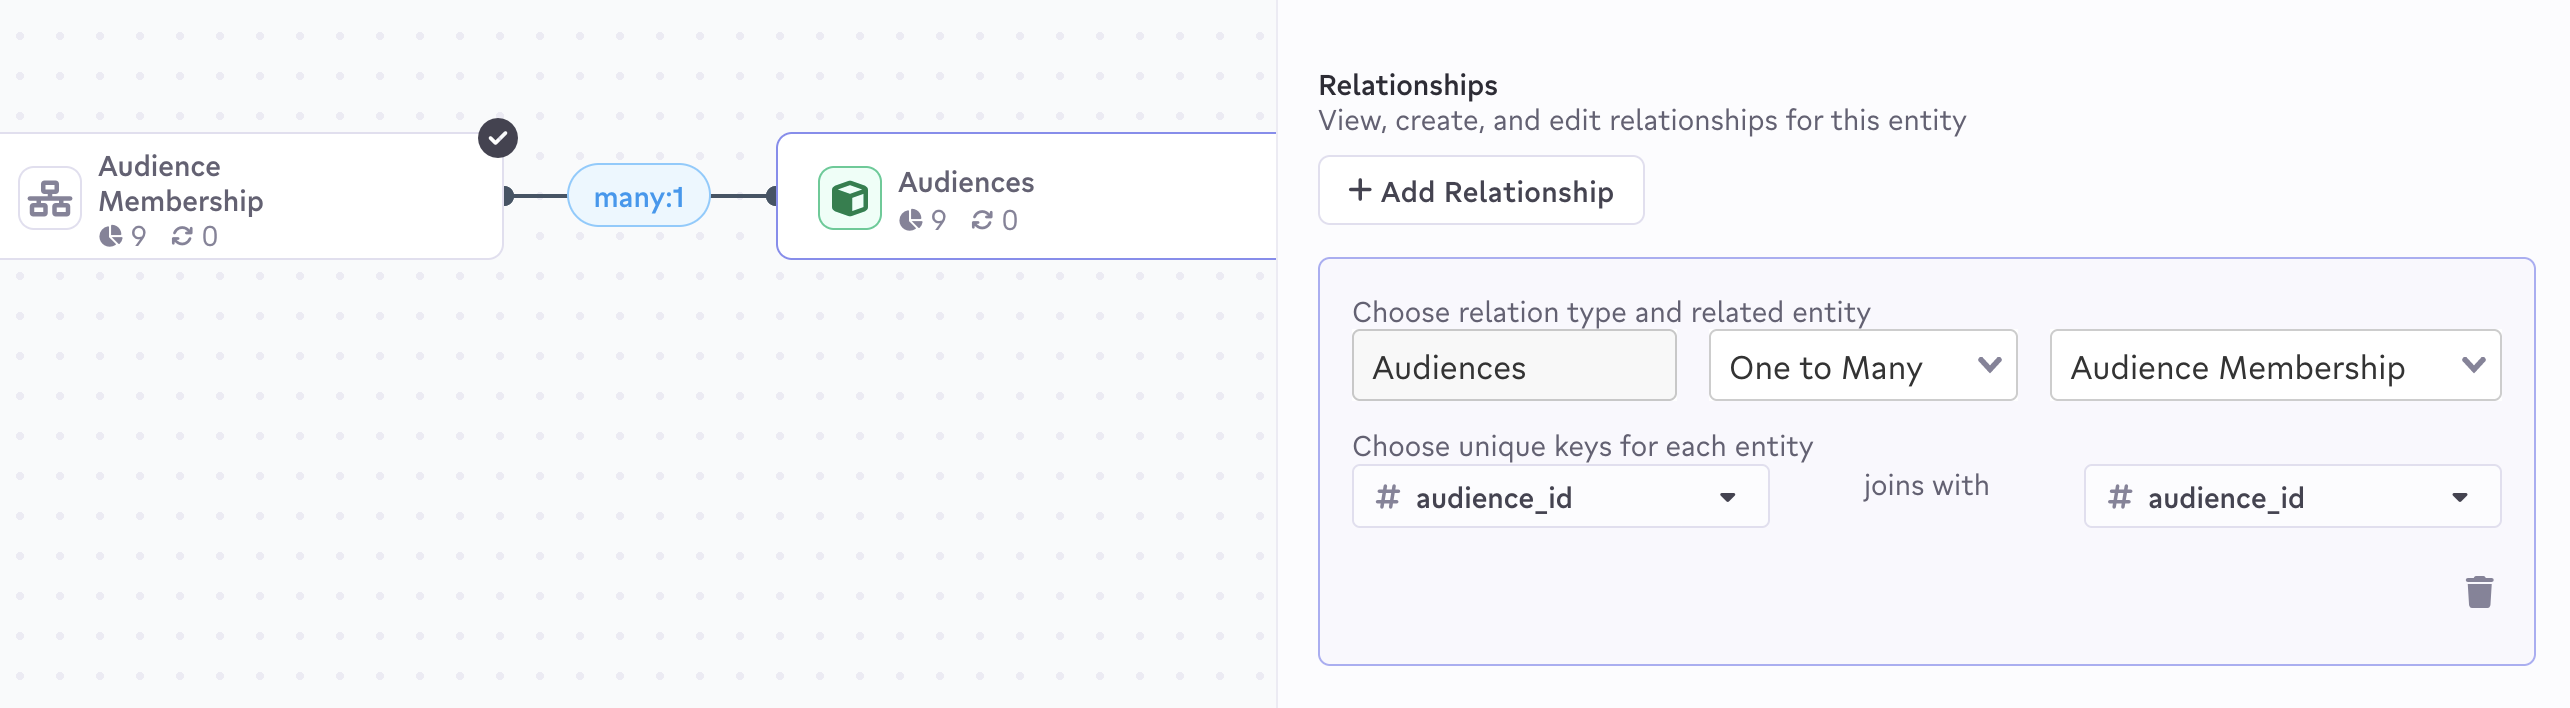 Audience
Membership
9 0
many:1
Audiences
9 0
Relationships
View, create, and edit relationships for this entity
+ Add Relationship
Choose relation type and related entity
Audiences One to Many Audience Membership
Choose unique keys for each entity
# audience_id joins with # audience_id